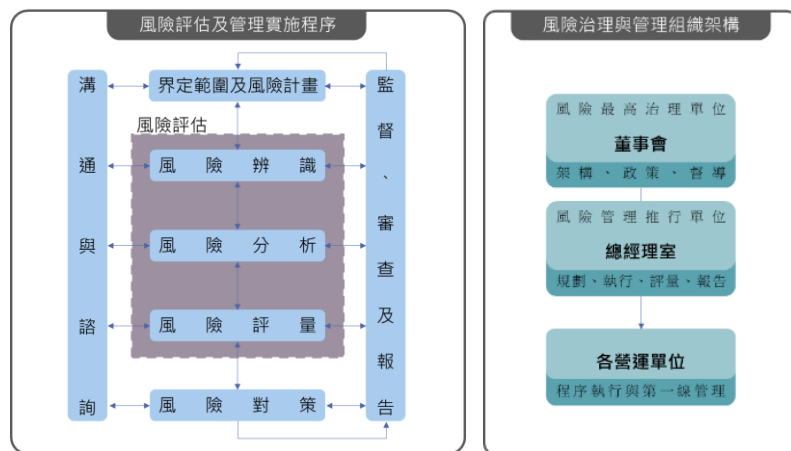 風險評估及管理實施程序
溝通與諮詢
界定範圍及風險計畫
風險評估
風險辨識
風險分析
風險評量
風險對策
監督、審查及報告
風險治理與管理組織架構
風險最高治理單位
董事會
架構、政策、督導
風險管理推行單位
總經理室
規劃、執行、評量、報告
各營運單位
程序執行與第一線管理